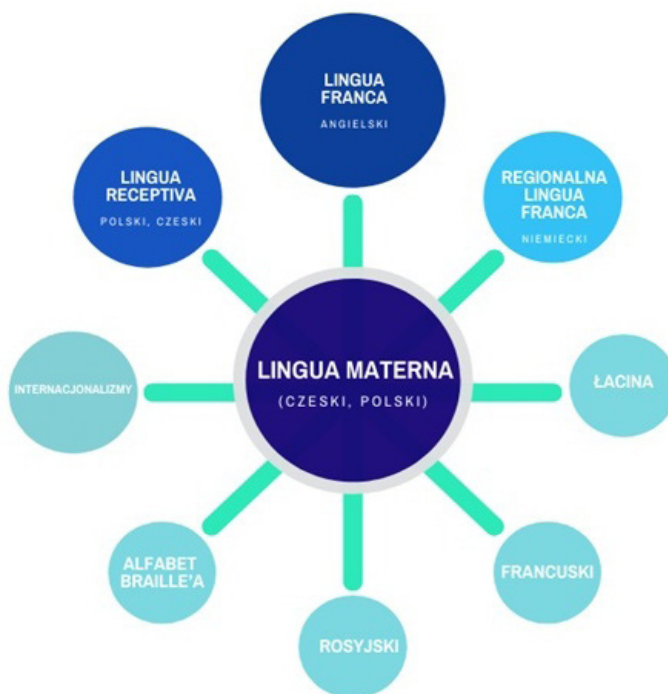 LINGUA
FRANCA
ANGIELSKI
LINGUA
RECEPTIVA
POLSKI, CZESKI
REGIONALNA
LINGUA
FRANCA
NIEMIECKI
LINGUA MATERNA
(CZESKI, POLSKI)
INTERNACJONALIZMY
ŁACINA
ALFABET
BRAILLE'A
FRANCUSKI
ROSYJSKI